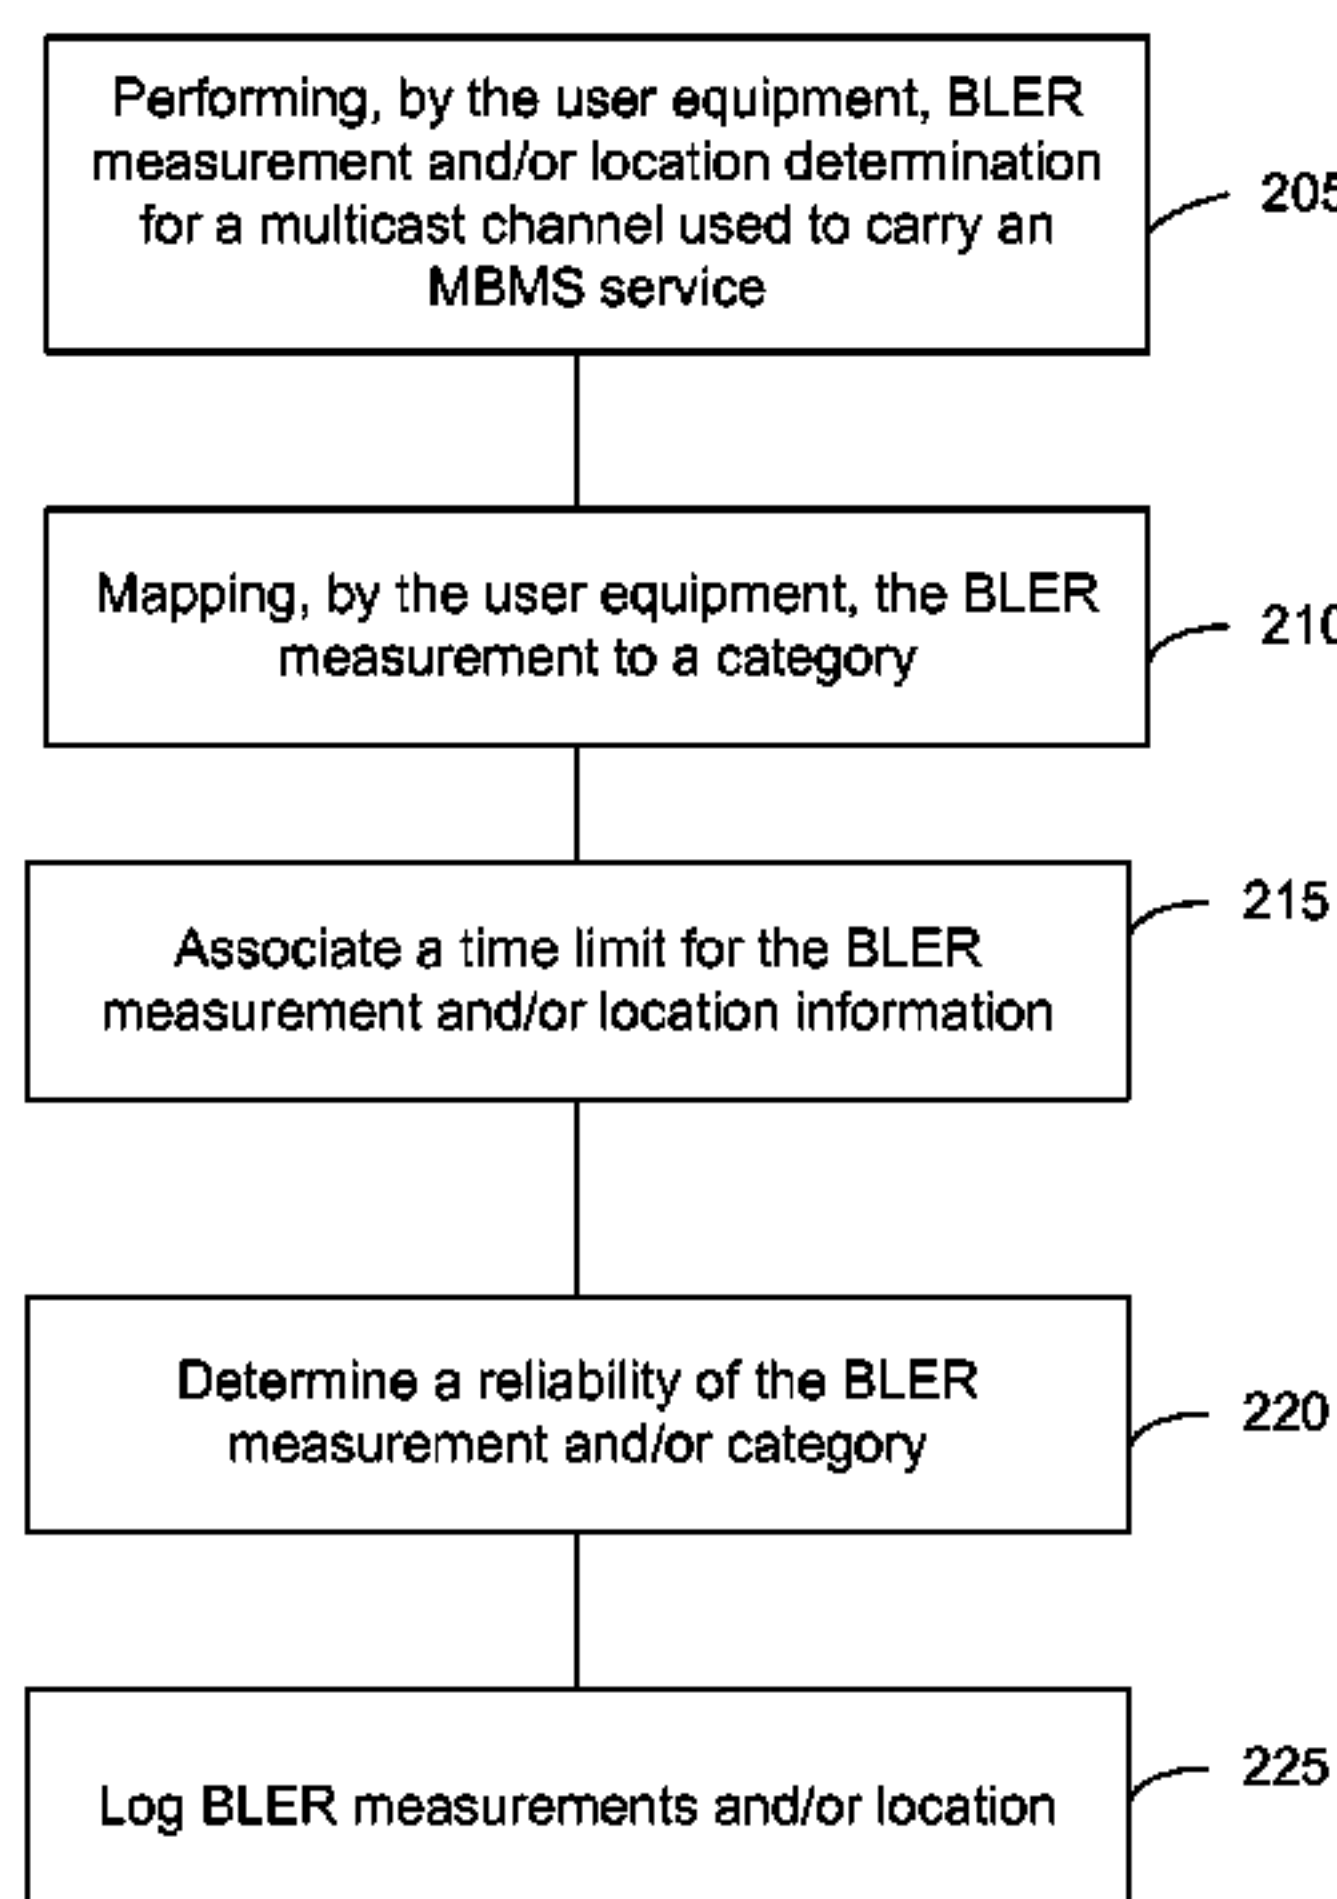 Performing, by the user equipment, BLER
measurement and/or location determination
for a multicast channel used to carry an
MBMS service
205
Mapping, by the user equipment, the BLER
measurement to a category
210
Associate a time limit for the BLER
measurement and/or location information
215
Determine a reliability of the BLER
measurement and/or category
220
Log BLER measurements and/or location
225